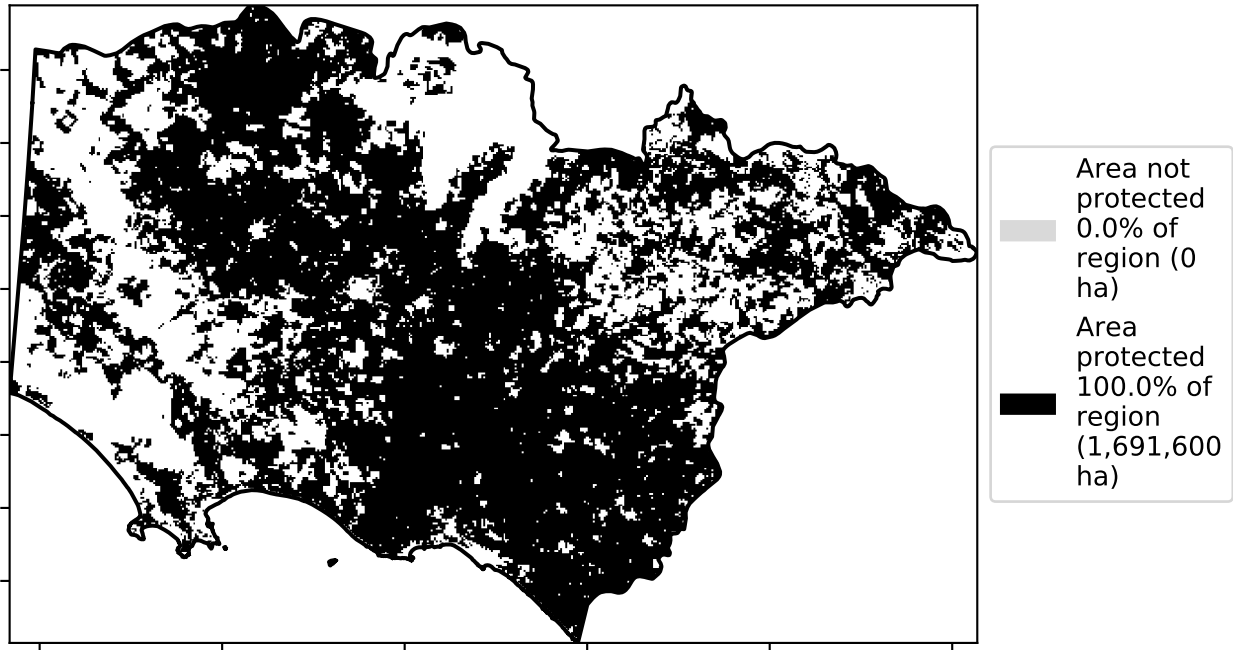 Area not
protected
0.0% of
region (0
ha)
Area
protected
100.0% of
region
(1,691,600
ha)